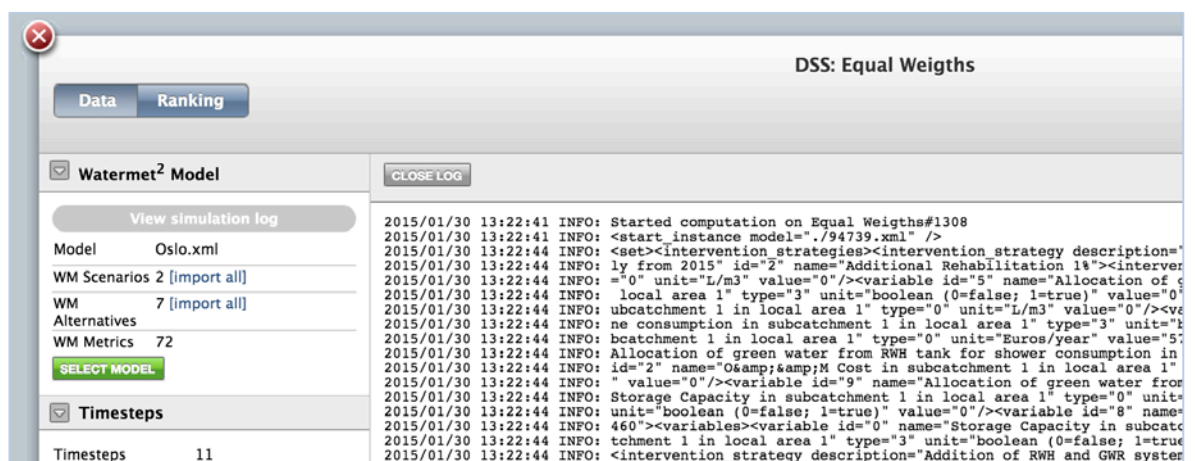 DSS: Equal Weigths
Data Ranking
Watermet2 Model
View simulation log
Model Oslo.xml
WM Scenarios 2 [import all]
WM Alternatives 7 [import all]
WM Metrics 72
SELECT MODEL
Timesteps
Timesteps 11
CLOSE LOG
2015/01/30 13:22:41 INFO: Started computation on Equal Weigths#1308
2015/01/30 13:22:41 INFO: <start_instance model="./94739.xml" />
2015/01/30 13:22:44 INFO: <set><intervention_strategies><intervention_strategy description="
2015/01/30 13:22:44 INFO: ly from 2015" id="2" name="Additional Rehabilitation 1%"><interven
2015/01/30 13:22:44 INFO: ="0" unit="L/m3" value="0"/><variable id="5" name="Allocation of g
2015/01/30 13:22:44 INFO:  local area 1" type="3" unit="boolean (0=false; 1=true)" value="0"
2015/01/30 13:22:44 INFO: ubcatchment 1 in local area 1" type="0" unit="L/m3" value="0"/><va
2015/01/30 13:22:44 INFO: ne consumption in subcatchment 1 in local area 1" type="3" unit="b
2015/01/30 13:22:44 INFO: bcatchment 1 in local area 1" type="0" unit="Euros/year" value="57
2015/01/30 13:22:44 INFO: Allocation of green water from RWH tank for shower consumption in
2015/01/30 13:22:44 INFO: id="2" name="O&amp;&amp;M Cost in subcatchment 1 in local area 1"
2015/01/30 13:22:44 INFO: " value="0"/><variable id="9" name="Allocation of green water from
2015/01/30 13:22:44 INFO: Storage Capacity in subcatchment 1 in local area 1" type="0" unit=
2015/01/30 13:22:44 INFO: unit="boolean (0=false; 1=true)" value="0"/><variable id="8" name=
2015/01/30 13:22:44 INFO: 460"><variables><variable id="0" name="Storage Capacity in subcatc
2015/01/30 13:22:44 INFO: tchment 1 in local area 1" type="3" unit="boolean (0=false; 1=true
2015/01/30 13:22:44 INFO: <intervention_strategy description="Addition of RWH and GWR system